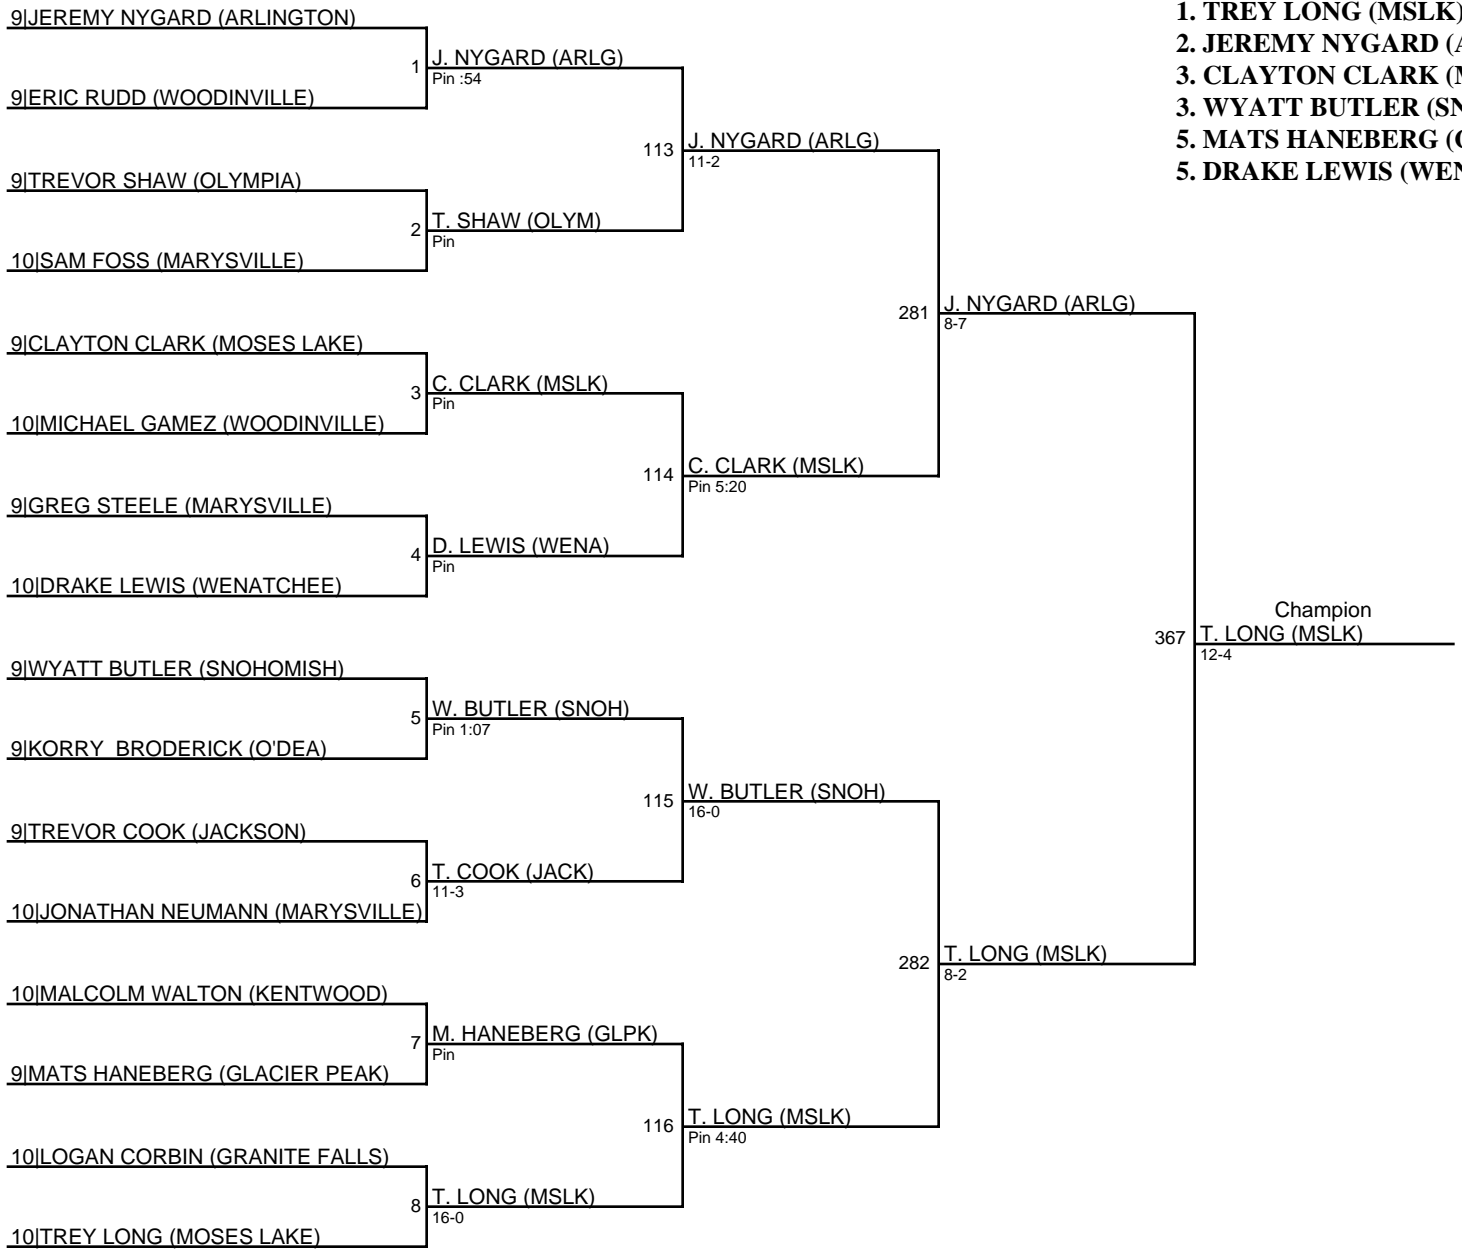 9|JEREMY NYGARD (ARLINGTON)
9|ERIC RUDD (WOODINVILLE)
9|TREVOR SHAW (OLYMPIA)
10|SAM FOSS (MARYSVILLE)
9|CLAYTON CLARK (MOSES LAKE)
10|MICHAEL GAMEZ (WOODINVILLE)
9|GREG STEELE (MARYSVILLE)
10|DRAKE LEWIS (WENATCHEE)
9|WYATT BUTLER (SNOHOMISH)
9|KORRY  BRODERICK (O'DEA)
9|TREVOR COOK (JACKSON)
10|JONATHAN NEUMANN (MARYSVILLE)
10|MALCOLM WALTON (KENTWOOD)
9|MATS HANEBERG (GLACIER PEAK)
10|LOGAN CORBIN (GRANITE FALLS)
10|TREY LONG (MOSES LAKE)
1 J. NYGARD (ARLG)
Pin :54
2 T. SHAW (OLYM)
Pin
3 C. CLARK (MSLK)
Pin
4 D. LEWIS (WENA)
Pin
5 W. BUTLER (SNOH)
Pin 1:07
6 T. COOK (JACK)
11-3
7 M. HANEBERG (GLPK)
Pin
8 T. LONG (MSLK)
16-0
113 J. NYGARD (ARLG)
11-2
114 C. CLARK (MSLK)
Pin 5:20
115 W. BUTLER (SNOH)
16-0
116 T. LONG (MSLK)
Pin 4:40
281 J. NYGARD (ARLG)
8-7
282 T. LONG (MSLK)
8-2
Champion
367 T. LONG (MSLK)
12-4
1. TREY LONG (MSLK)
2. JEREMY NYGARD (A
3. CLAYTON CLARK (M
3. WYATT BUTLER (SN
5. MATS HANEBERG (
5. DRAKE LEWIS (WEN